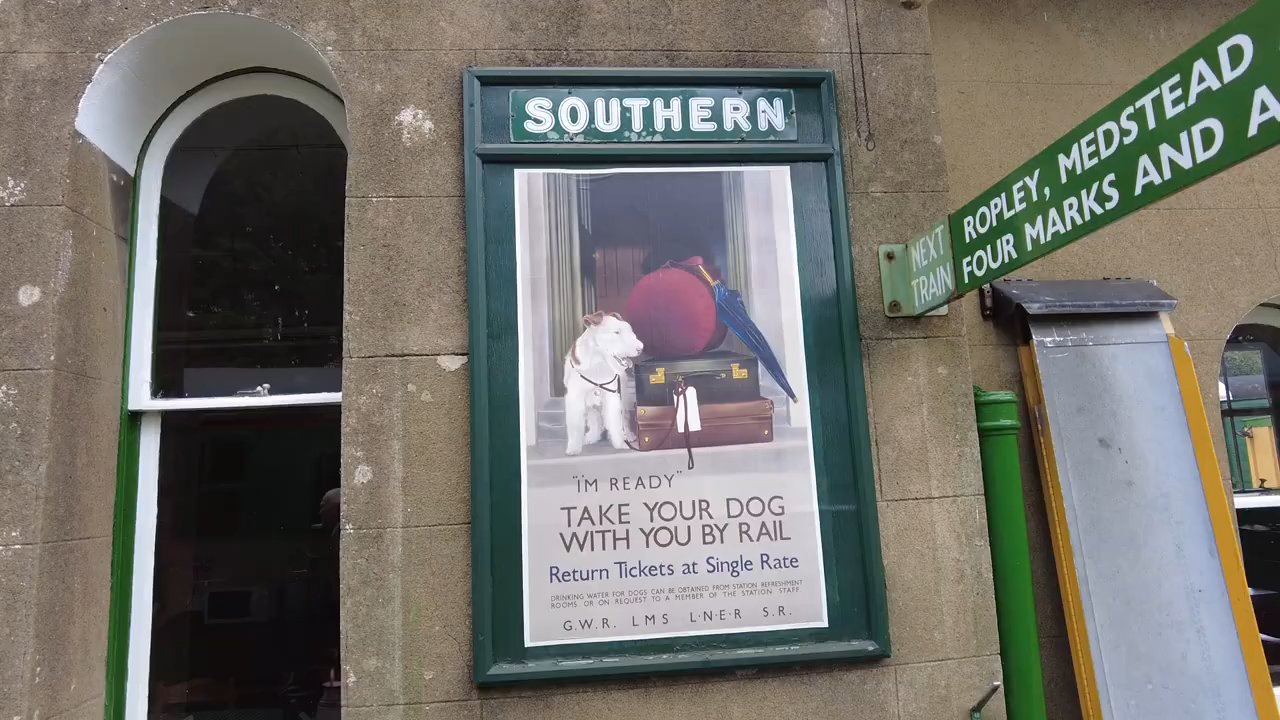 SOUTHERN
"I'M READY"
TAKE YOUR DOG
WITH YOU BY RAIL
Return Tickets at Single Rate
DRINKING WATER FOR DOGS CAN BE OBTAINED FROM STATION REFRESHMENT
ROOMS OR ON REQUEST TO A MEMBER OF THE STATION STAFF
G.W.R. LMS L·N·E·R S.R.
NEXT
TRAIN
ROPLEY, MEDSTEAD
FOUR MARKS AND A